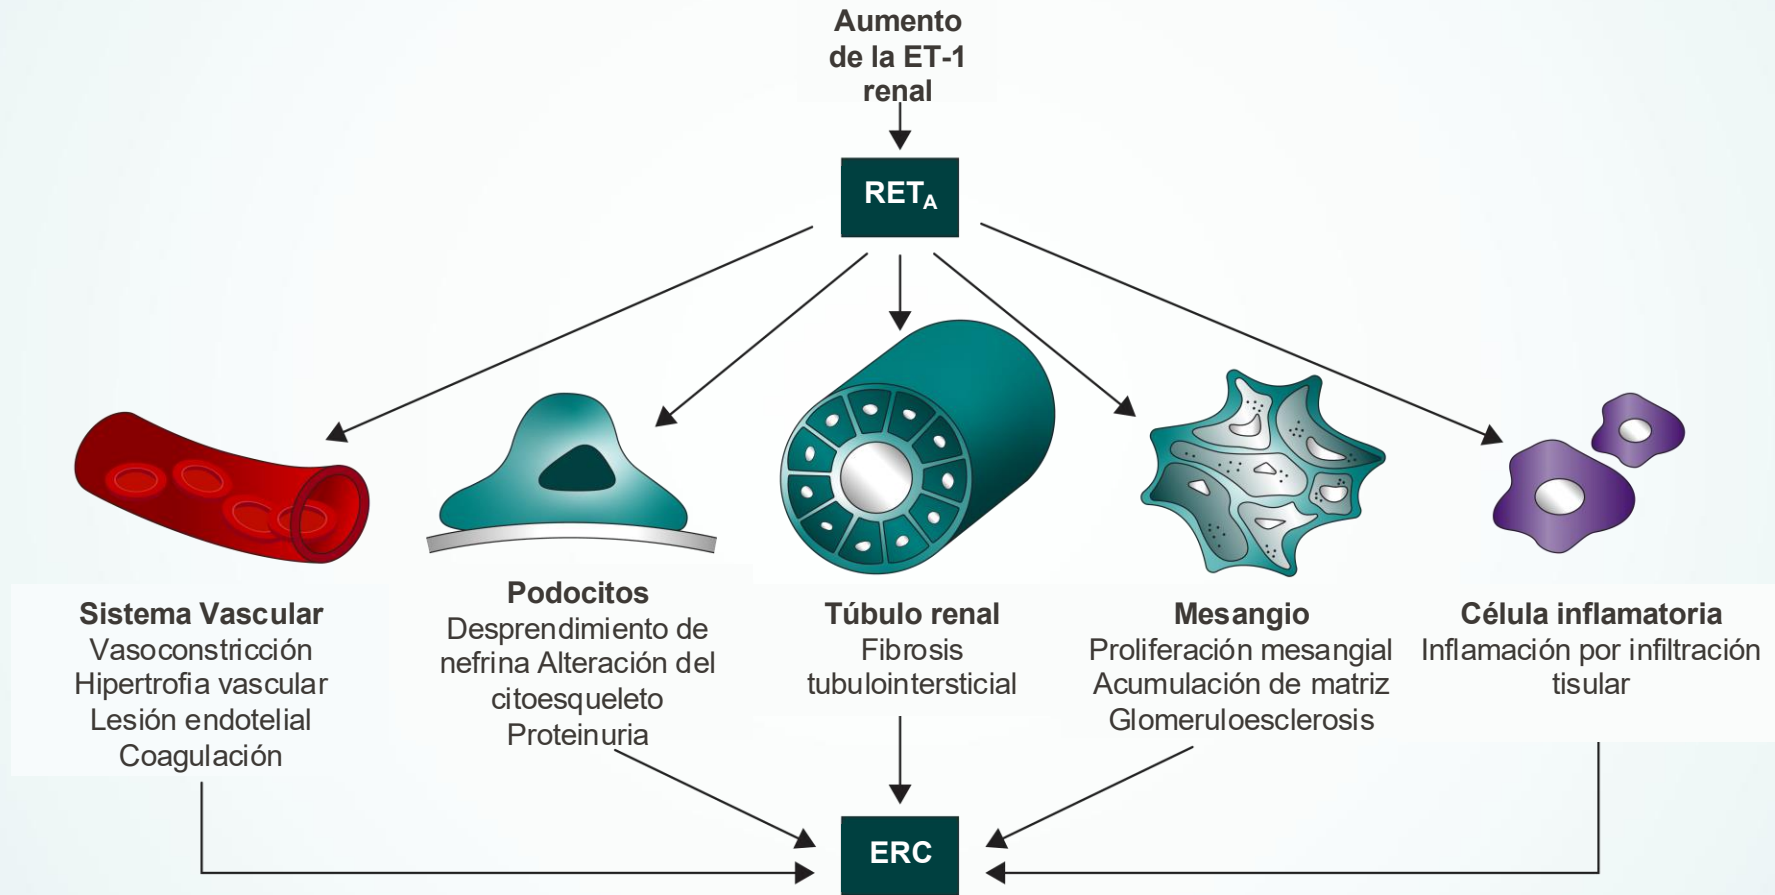 Aumento
de la ET-1
renal
RETA
Sistema Vascular
Vasoconstricción
Hipertrofia vascular
Lesión endotelial
Coagulación
Podocitos
Desprendimiento de
nefrina Alteración del
citoesqueleto
Proteinuria
Túbulo renal
Fibrosis
tubulointersticial
Mesangio
Proliferación mesangial
Acumulación de matriz
Glomeruloesclerosis
Célula inflamatoria
Inflamación por infiltración
tisular
ERC